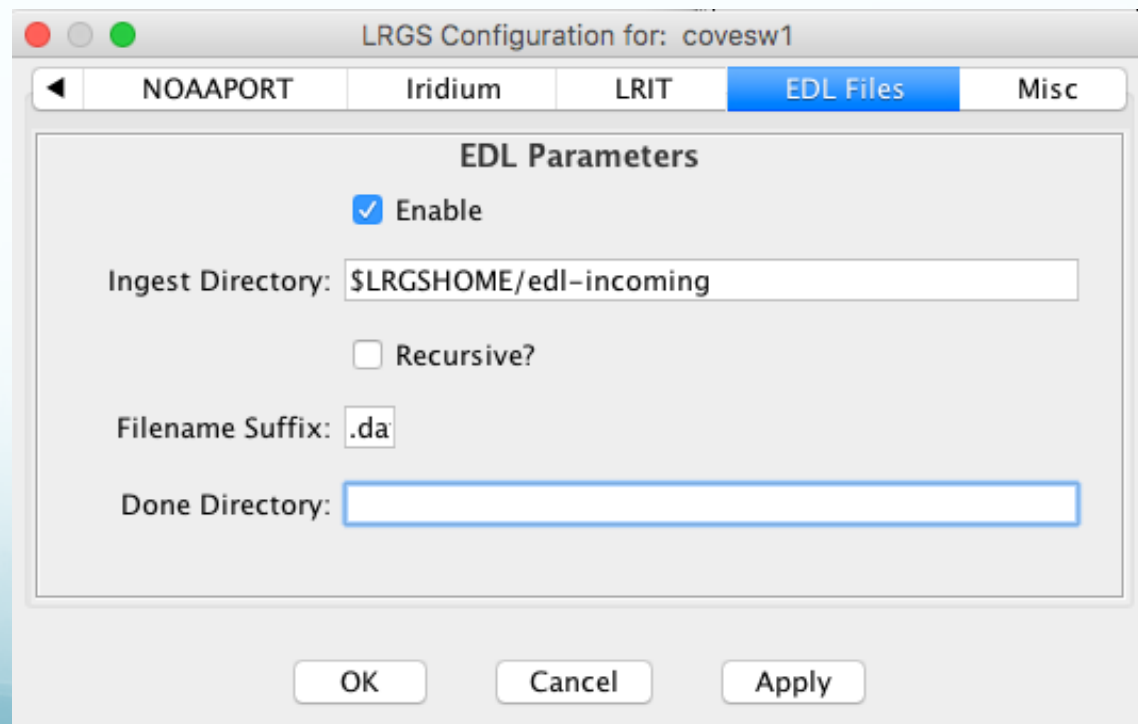 LRGS Configuration for: covesw1
NOAAPORT Iridium LRIT EDL Files Misc
EDL Parameters
Enable
Ingest Directory: $LRGSHOME/edl-incoming
Recursive?
Filename Suffix: .da
Done Directory:
OK Cancel Apply